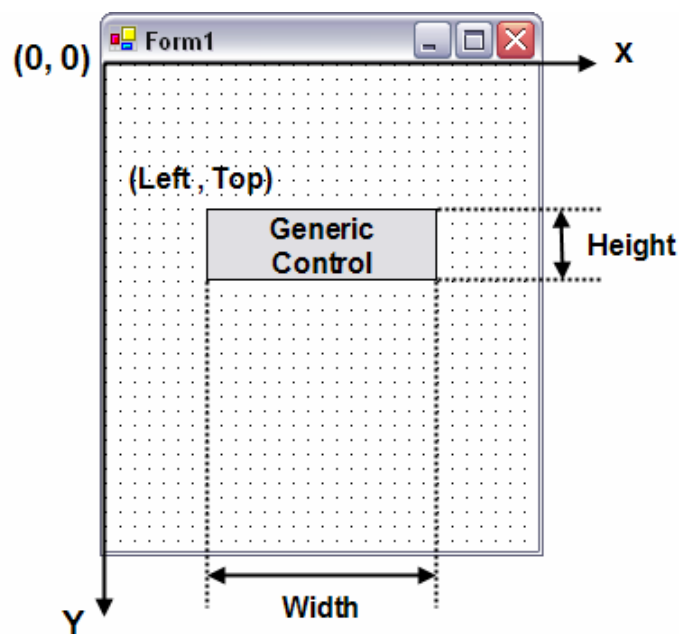 Form1
(0, 0)
X
(Left , Top)
Generic
Control
Height
Width
Y